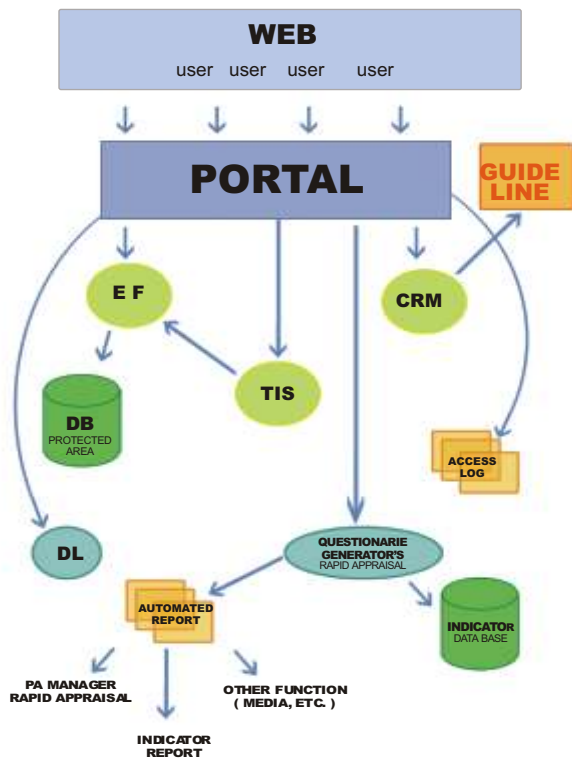 WEB
user user user user
PORTAL
GUIDE
LINE
E F
CRM
TIS
DB
PROTECTED
AREA
ACCESS
LOG
DL
QUESTIONARIE
GENERATOR'S
RAPID APPRAISAL
AUTOMATED
REPORT
INDICATOR
DATA BASE
PA MANAGER
RAPID APPRAISAL
OTHER FUNCTION
( MEDIA, ETC. )
INDICATOR
REPORT